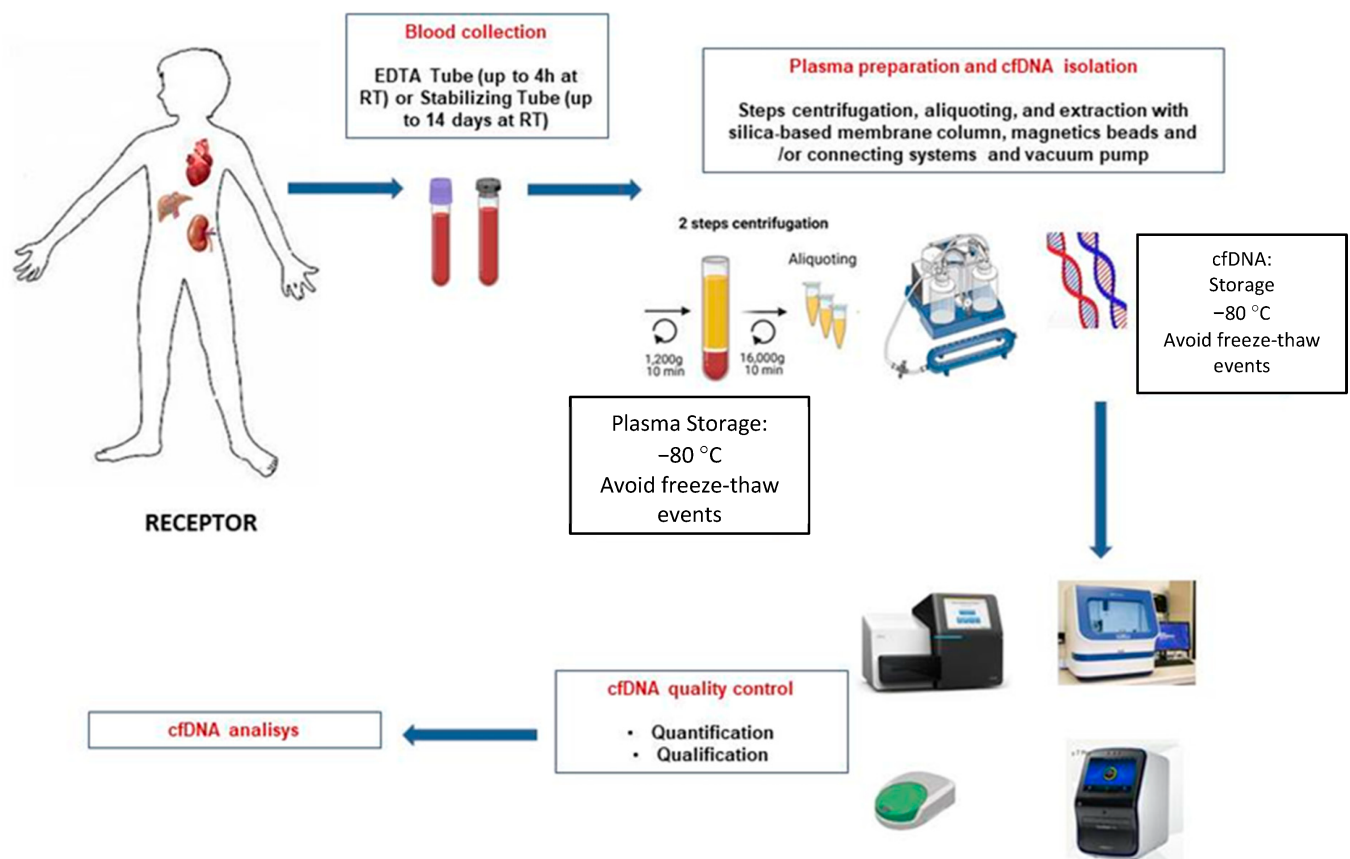 Blood collection
EDTA Tube (up to 4h at
RT) or Stabilizing Tube (up
to 14 days at RT)
Plasma preparation and cfDNA isolation
Steps centrifugation, aliquoting, and extraction with
silica-based membrane column, magnetics beads and
/or connecting systems and vacuum pump
2 steps centrifugation
Aliquoting
1,200g
10 min
16,000g
10 min
cfDNA:
Storage
−80 °C
Avoid freeze-thaw
events
Plasma Storage:
−80 °C
Avoid freeze-thaw
events
RECEPTOR
cfDNA quality control
• Quantification
• Qualification
cfDNA analisys